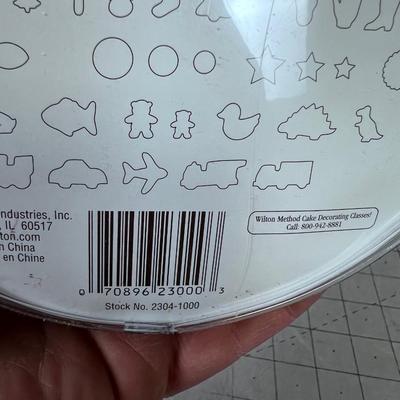 Industries, Inc.
, IL 60517
ton.com
n China
en Chine
Wilton Method Cake Decorating Classes!
Call: 800-942-8881
0 70896 23000 3
Stock No. 2304-1000